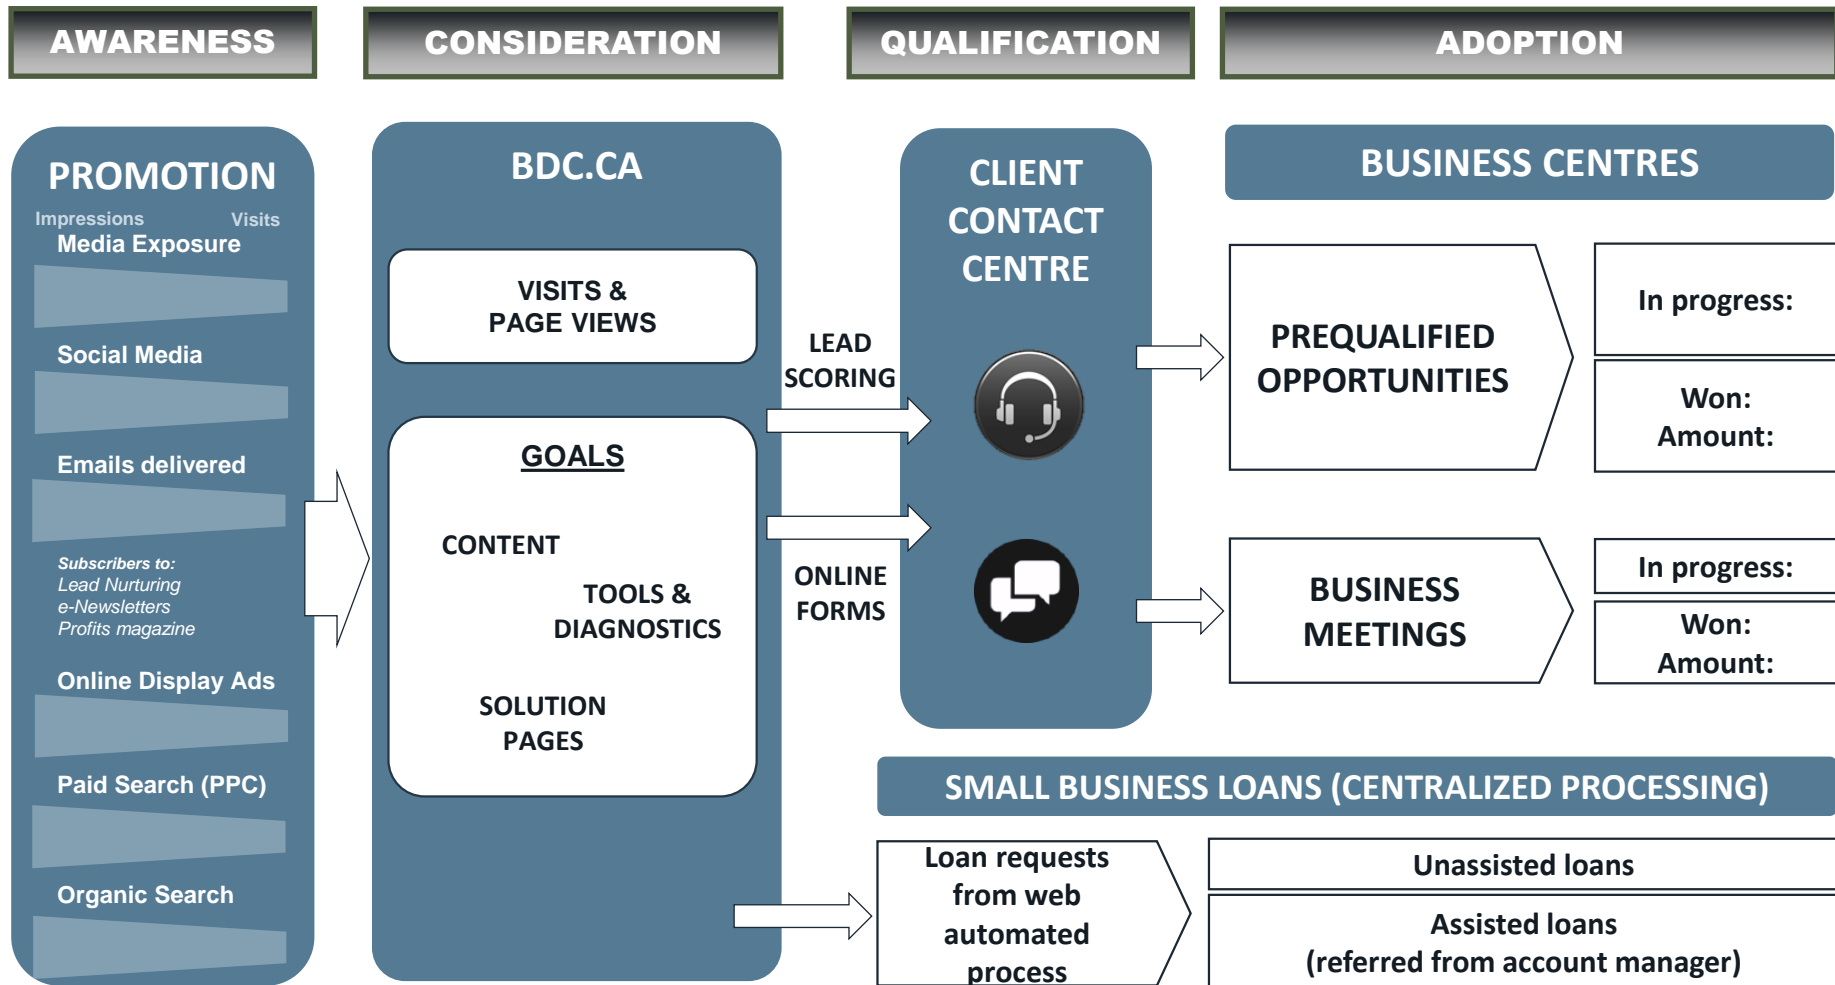 AWARENESS
CONSIDERATION
QUALIFICATION
ADOPTION
PROMOTION
Impressions
Visits
Media Exposure
Social Media
Emails delivered
Subscribers to:
Lead Nurturing
e-Newsletters
Profits magazine
Online Display Ads
Paid Search (PPC)
Organic Search
BDC.CA
VISITS &
PAGE VIEWS
GOALS
CONTENT
TOOLS &
DIAGNOSTICS
SOLUTION
PAGES
LEAD
SCORING
ONLINE
FORMS
CLIENT
CONTACT
CENTRE
BUSINESS CENTRES
PREQUALIFIED
OPPORTUNITIES
In progress:
Won:
Amount:
BUSINESS
MEETINGS
In progress:
Won:
Amount:
SMALL BUSINESS LOANS (CENTRALIZED PROCESSING)
Loan requests
from web
automated
process
Unassisted loans
Assisted loans
(referred from account manager)